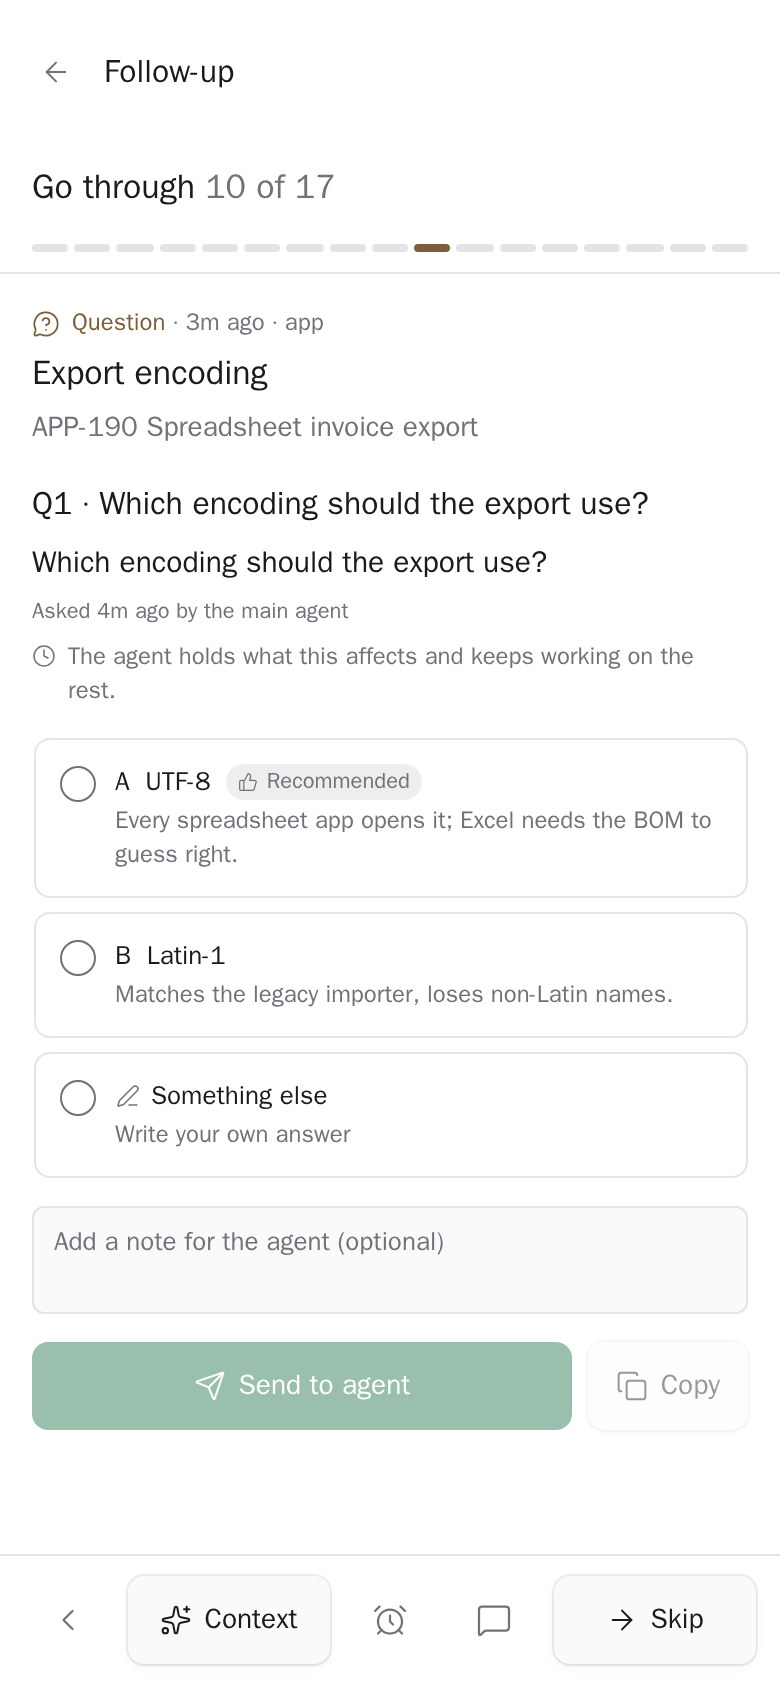 Follow-up
Go through 10 of 17
Question · 3m ago · app
Export encoding
APP-190 Spreadsheet invoice export
Q1 · Which encoding should the export use?
Which encoding should the export use?
Asked 4m ago by the main agent
The agent holds what this affects and keeps working on the
rest.
A UTF-8 Recommended
Every spreadsheet app opens it; Excel needs the BOM to
guess right.
B Latin-1
Matches the legacy importer, loses non-Latin names.
Something else
Write your own answer
Add a note for the agent (optional)
Send to agent Copy
Context Skip